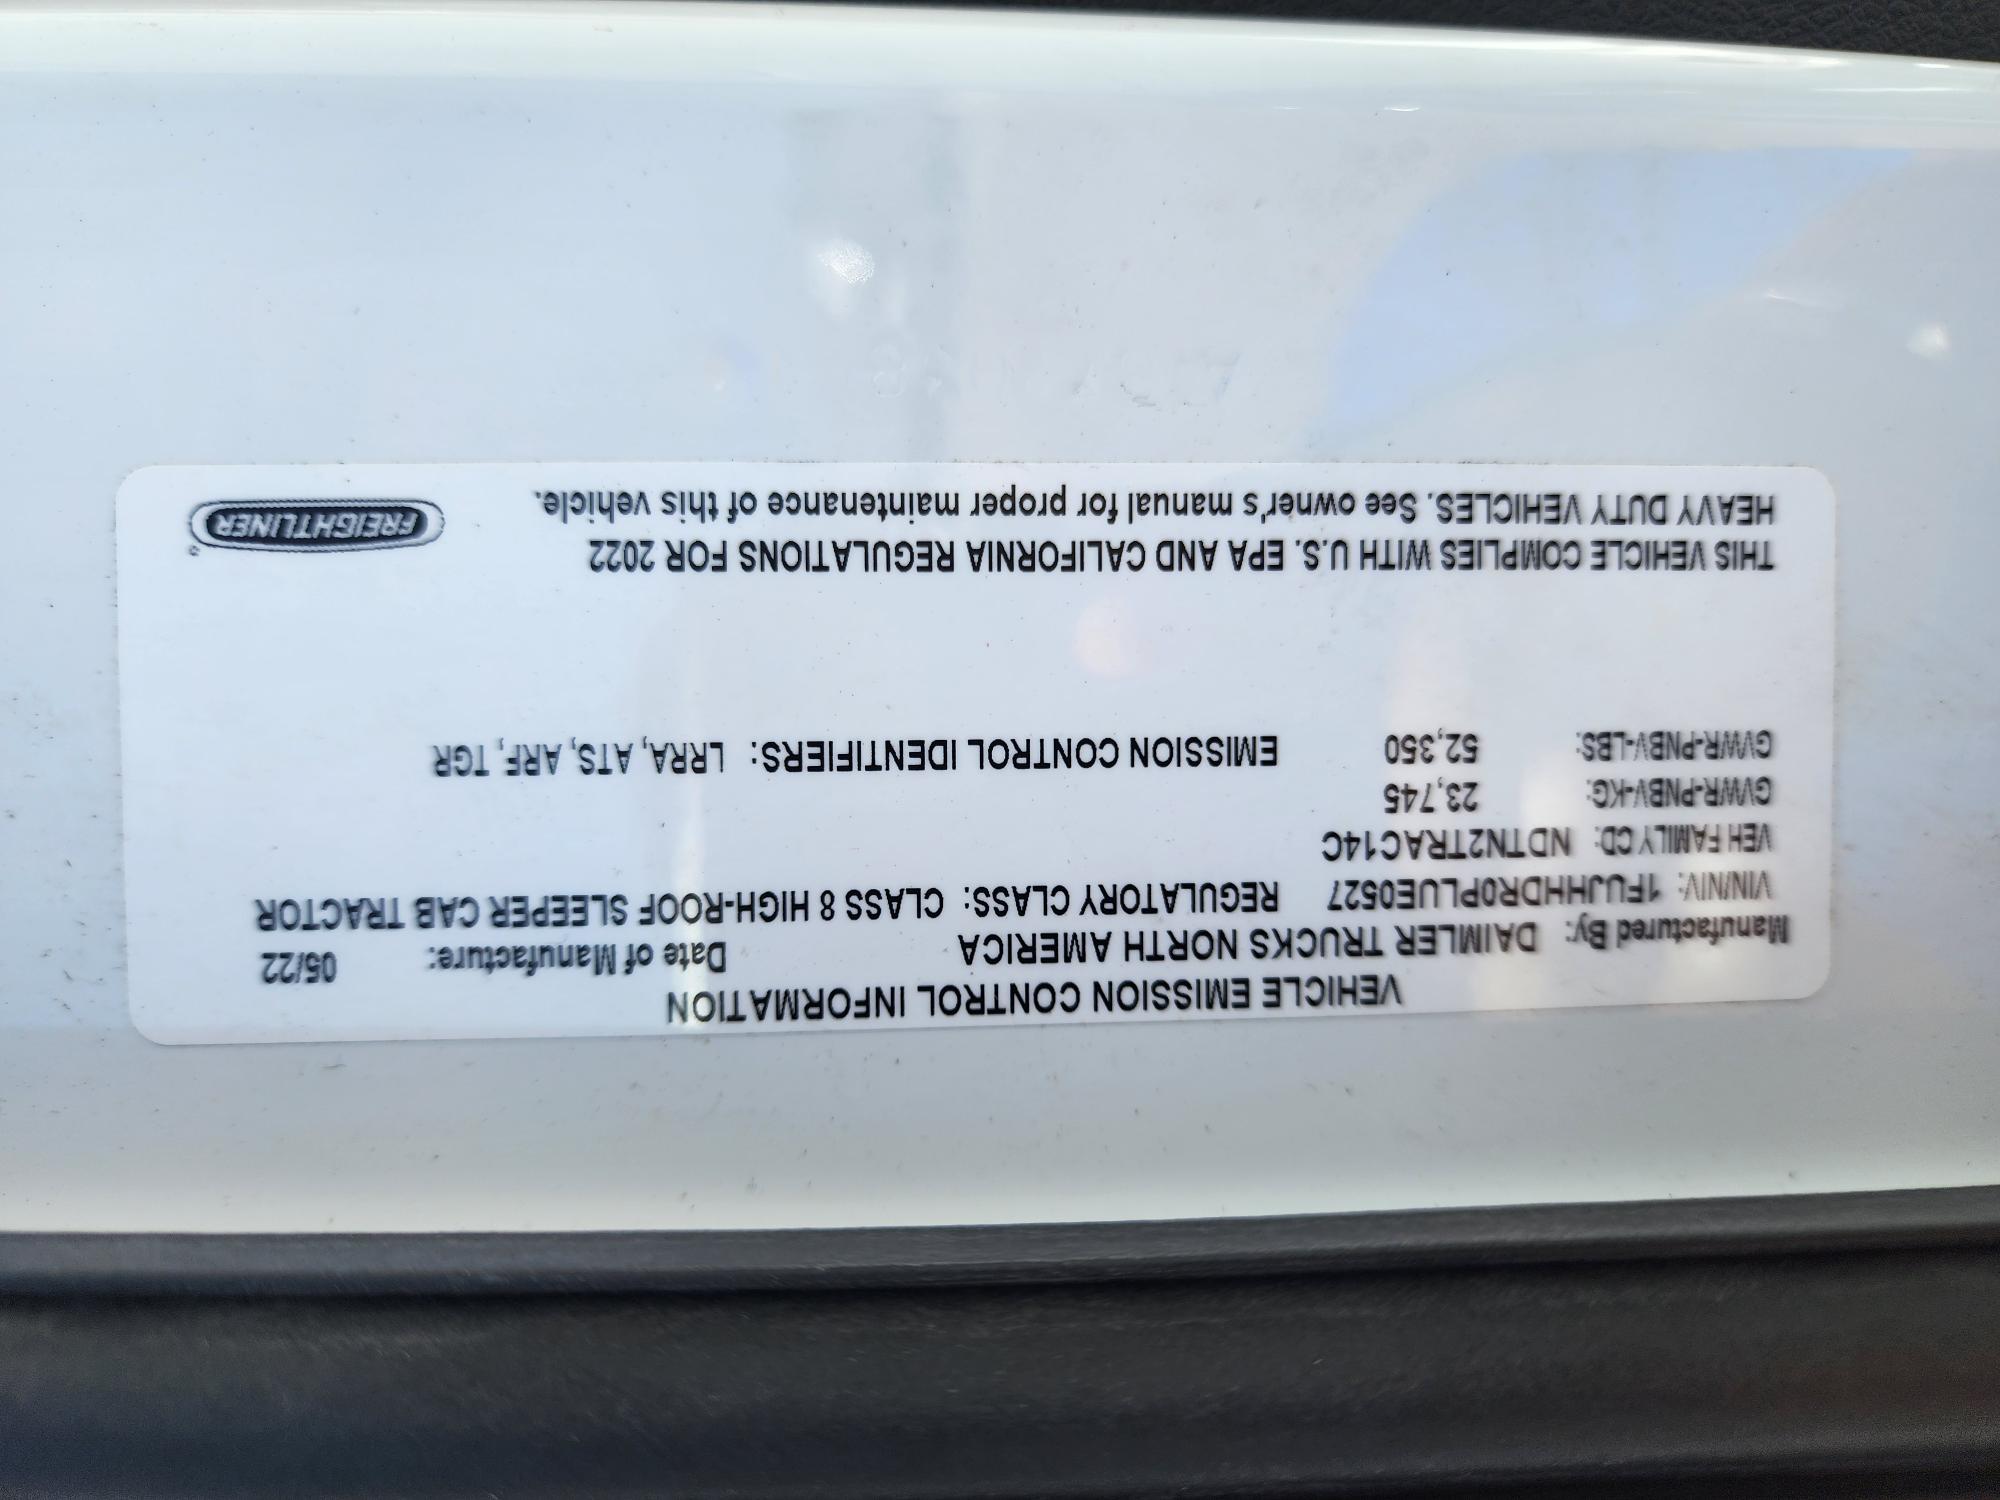 VEHICLE EMISSION CONTROL INFORMATION
Manufactured By: DAIMLER TRUCKS NORTH AMERICA Date of Manufacture: 05/22
VIN/NIV: 1FUJHHDR0PLUE0527 REGULATORY CLASS: CLASS 8 HIGH-ROOF SLEEPER CAB TRACTOR
VEH FAMILY CD: NDTN2TRAC14C
GVWR-PNBV-KG: 23,745
GVWR-PNBV-LBS: 52,350 EMISSION CONTROL IDENTIFIERS: LRRA, ATS, ARF, TGR
THIS VEHICLE COMPLIES WITH U.S. EPA AND CALIFORNIA REGULATIONS FOR 2022
HEAVY DUTY VEHICLES. See owner's manual for proper maintenance of this vehicle.
FREIGHTLINER®